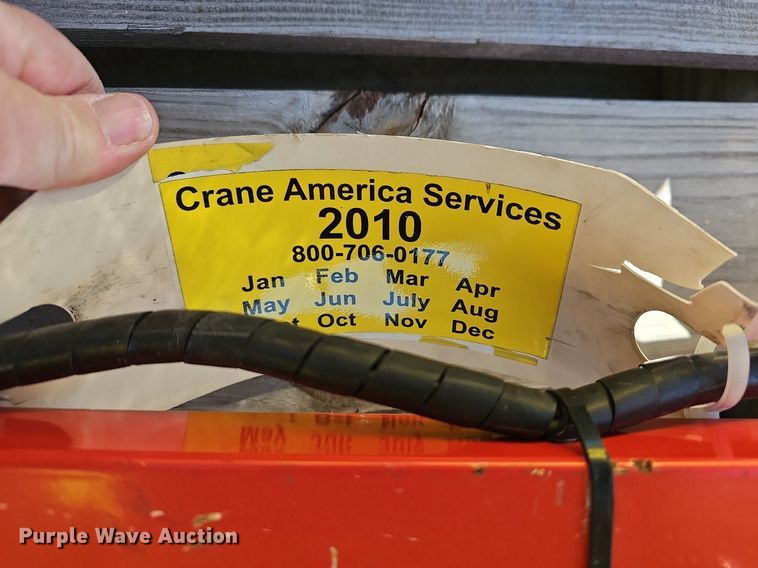 Crane America Services
2010
800-706-0177
Jan Feb Mar Apr
May Jun July Aug
Oct Nov Dec
Purple Wave Auction